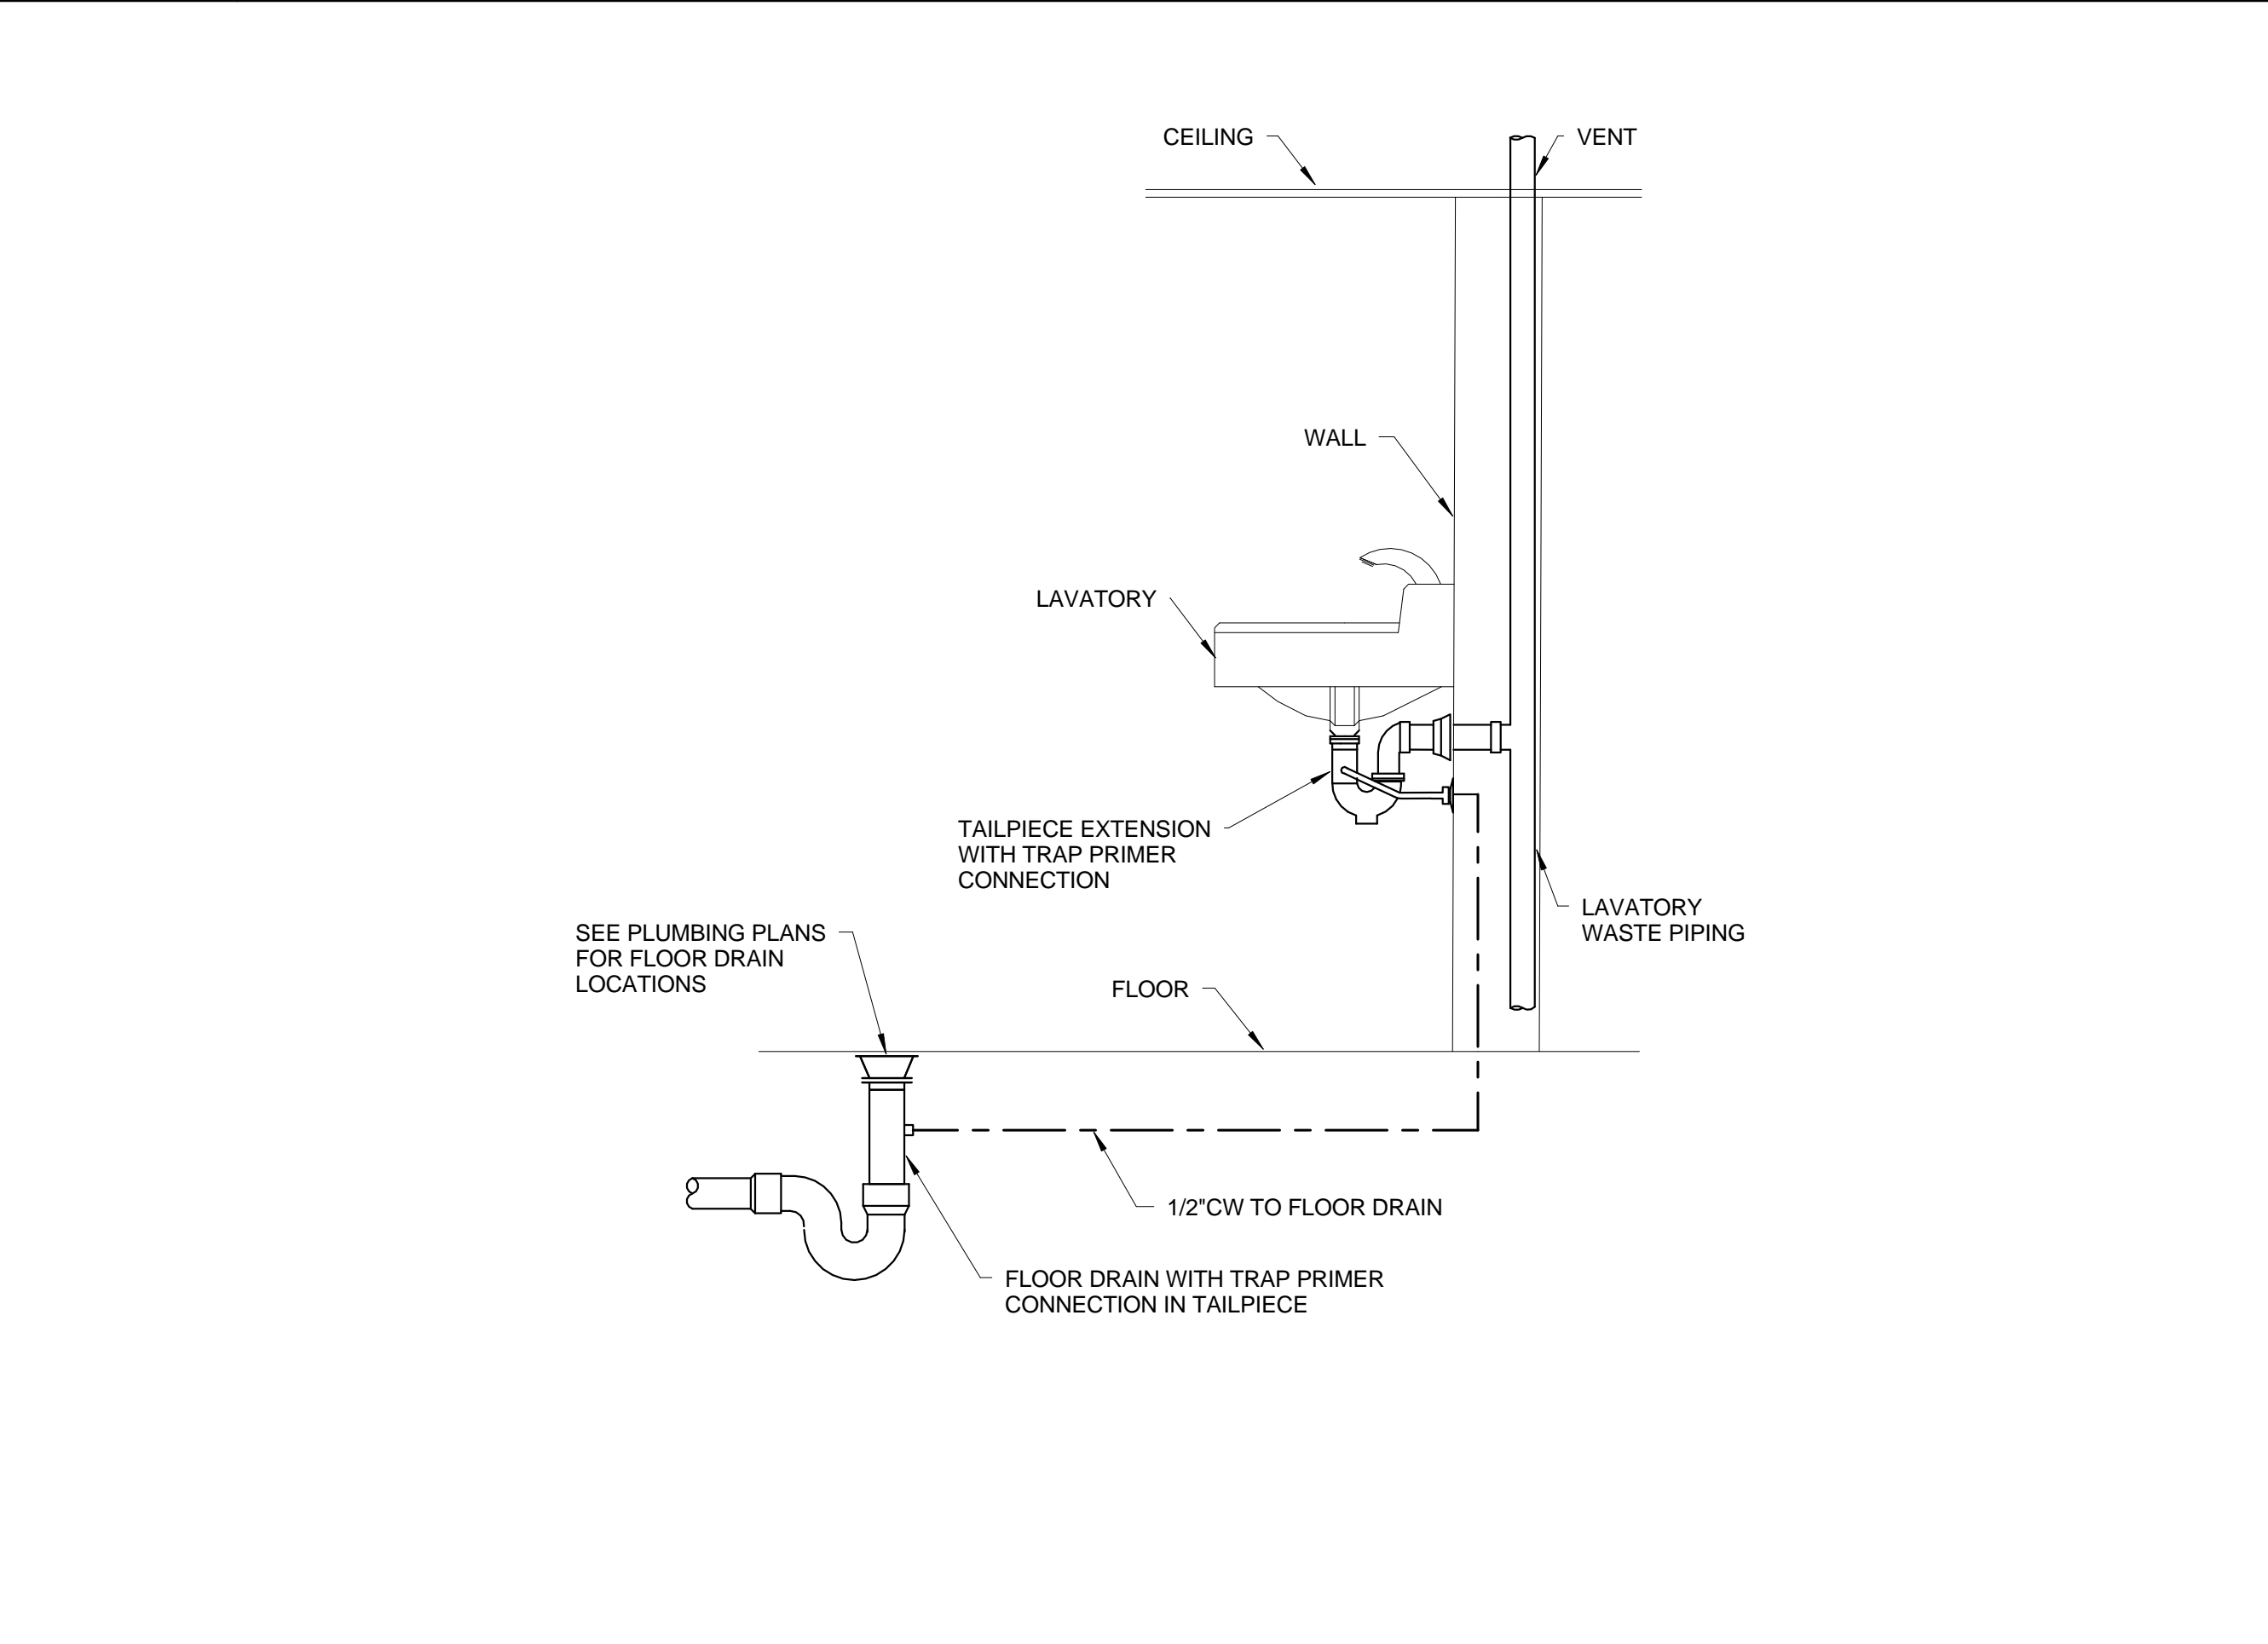 CEILING
VENT
WALL
LAVATORY
TAILPIECE EXTENSION
WITH TRAP PRIMER
CONNECTION
LAVATORY
WASTE PIPING
SEE PLUMBING PLANS
FOR FLOOR DRAIN
LOCATIONS
FLOOR
1/2"CW TO FLOOR DRAIN
FLOOR DRAIN WITH TRAP PRIMER
CONNECTION IN TAILPIECE